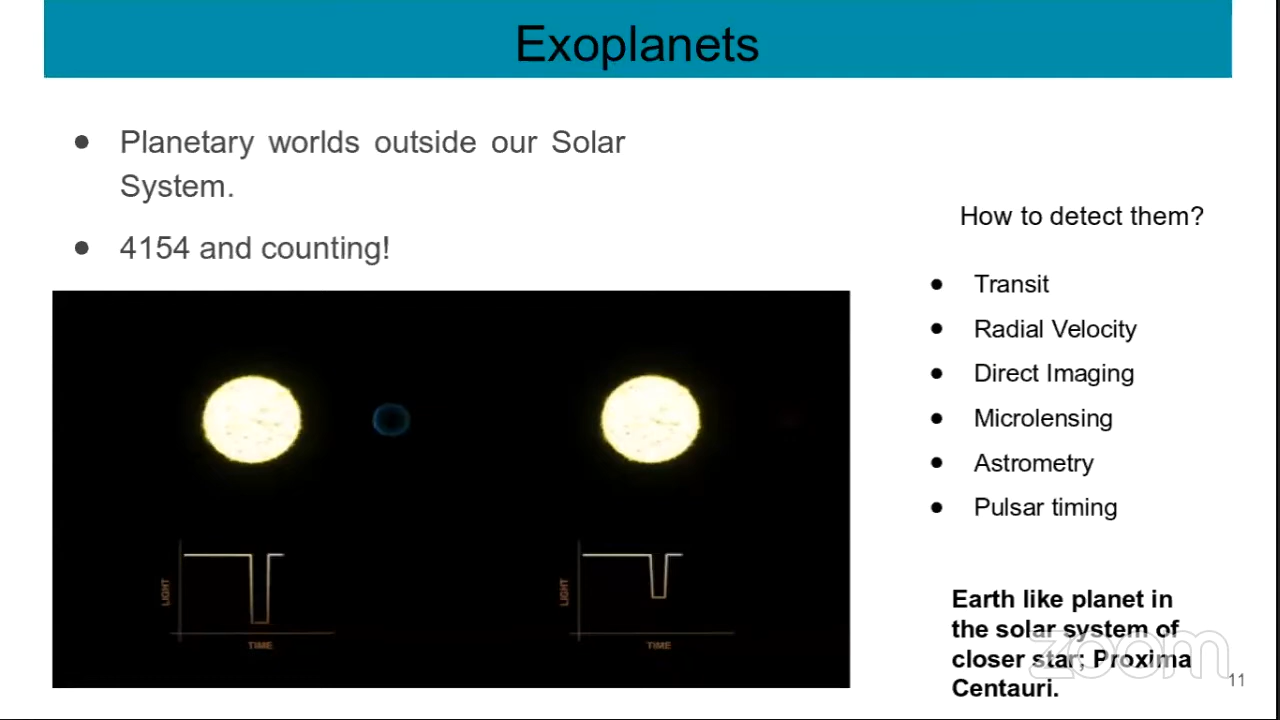 Exoplanets
● Planetary worlds outside our Solar
System.
● 4154 and counting!
LIGHT
TIME
LIGHT
TIME
How to detect them?
● Transit
● Radial Velocity
● Direct Imaging
● Microlensing
● Astrometry
● Pulsar timing
Earth like planet in
the solar system of
closer star; Proxima
Centauri.
zoom
11